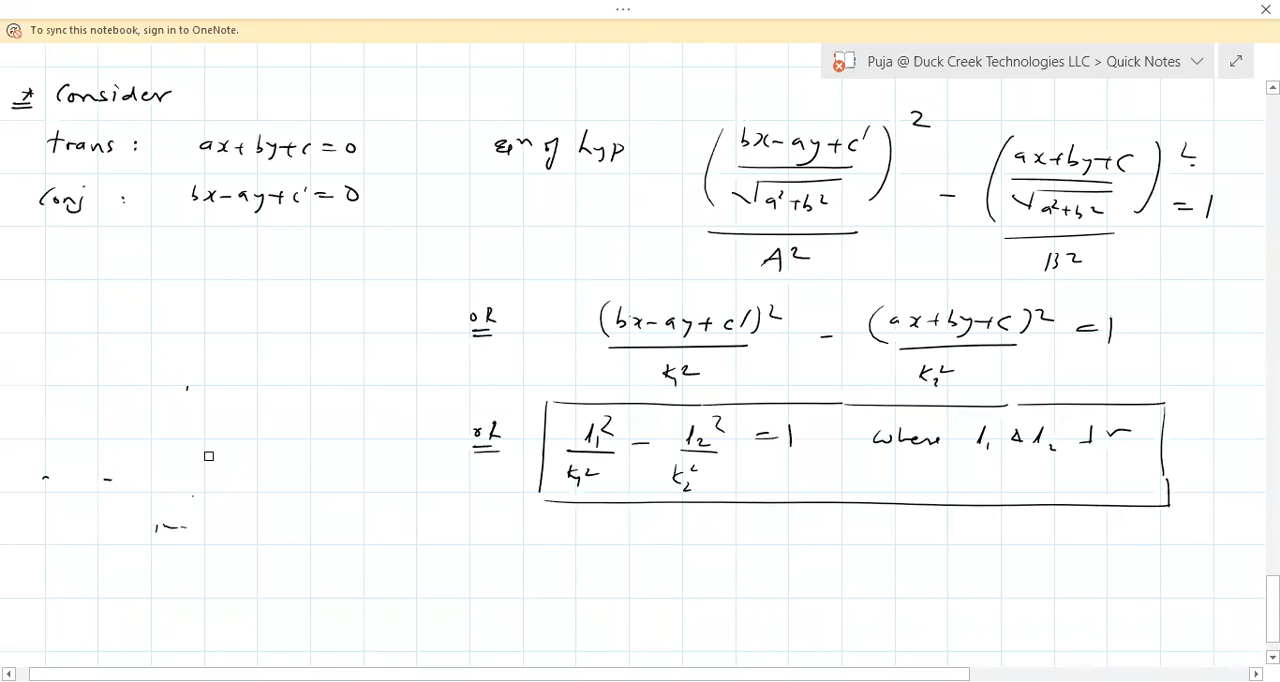 To sync this notebook, sign in to OneNote.
Puja @ Duck Creek Technologies LLC > Quick Notes
* Consider
trans : ax+by+c=0
Conj : bx-ay+c'=0
eqn of hyp ((bx-ay+c')/√(a²+b²))²/A² - ((ax+by+c)/√(a²+b²))²/B² = 1
OR (bx-ay+c')²/k₁² - (ax+by+c)²/k₂² = 1
OR l₁²/k₁² - l₂²/k₂² = 1 where l₁ & l₂ ⊥r